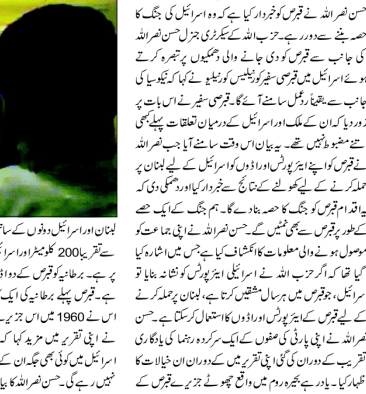 حسن نصراللہ نے قبرص کو خبردار کیا ہے کہ وہ اسرائیل کی جنگ کا
حصہ بننے سے دور رہے۔ حزب اللہ کے سیکرٹری جنرل حسن نصراللہ
کی جانب سے قبرص کو دی جانے والی دھمکیوں پر تبصرہ کرتے
ہوئے اسرائیل میں قبرصی سفیر کورنیلیس کورنیلیو نے کہا کہ نیکوسیا کی
جانب سے یقیناً ردعمل سامنے آئے گا۔ قبرصی سفیر نے اس بات پر
زور دیا کہ ان کے ملک اور اسرائیل کے درمیان تعلقات پہلے کبھی
اتنے مضبوط نہیں تھے۔ یہ بیان اس وقت سامنے آیا جب نصراللہ
نے قبرص کو اپنے ایئرپورٹس اور اڈوں کو اسرائیل کے لیے لبنان پر
حملہ کرنے کے لیے کھولنے کے نتائج سے خبردار کیا اور دھمکی دی کہ
یہ اقدام قبرص کو جنگ کا حصہ بنا دے گا۔ ہم جنگ کے ایک حصے
کے طور پر قبرص سے بھی نمٹیں گے۔ حسن نصراللہ نے اپنی جماعت کو
موصول ہونے والی معلومات کا انکشاف کیا ہے جس میں اشارہ کیا
گیا تھا کہ اگر حزب اللہ نے اسرائیلی ایئرپورٹس کو نشانہ بنایا تو
اسرائیل، جو قبرص میں ہر سال مشقیں کرتا ہے، لبنان پر حملہ کرنے
کے لیے قبرص کے ایئرپورٹس اور اڈوں کا استعمال کرسکتا ہے۔ حسن
نصراللہ نے اپنی پارٹی کی صفوں کے ایک سرکردہ رہنما کی یادگاری
تقریب کے دوران کی گئی اپنی تقریر میں کے دوران ان خیالات کا
اظہار کیا۔ یاد رہے بحیرہ روم میں واقع چھوٹے جزیرے قبرص کے
لبنان اور اسرائیل دونوں کے ساتھ
سے تقریبا 200 کلومیٹر اور اسرائیل
پر ہے۔ برطانیہ کو قبرص کے دو اڈوں
ہے۔ قبرص پہلے برطانیہ کی ایک
اس نے 1960 میں اس جزیرے
نے اپنی تقریر میں مزید کہا کہ
اسرائیل میں کوئی بھی جگہ ان کے
نہیں رہے گی۔ حسن نصراللہ کا بیان